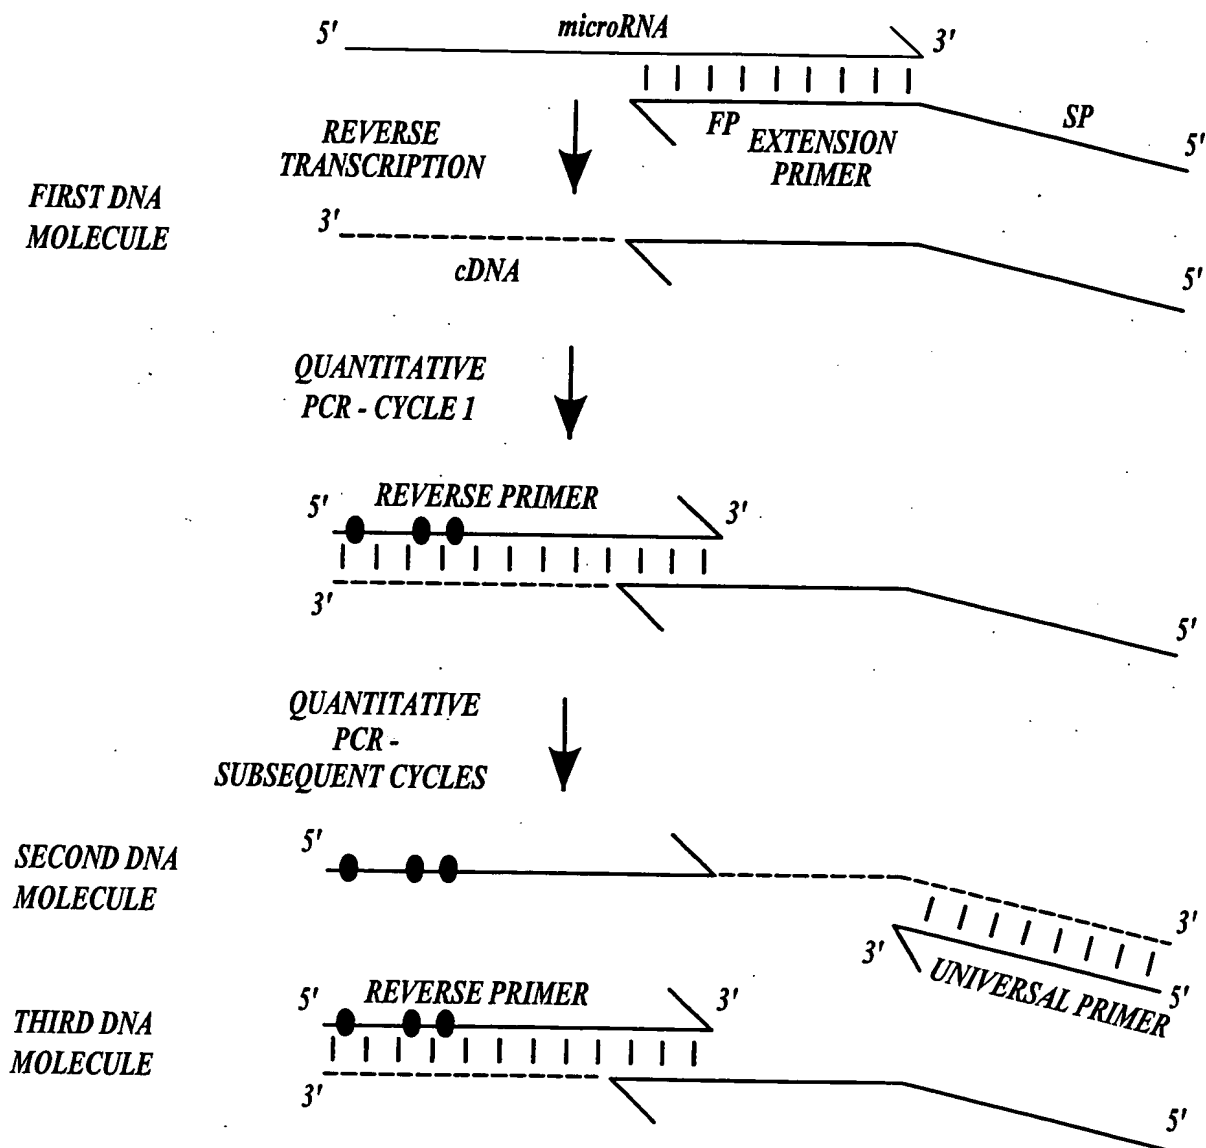 5' microRNA 3'
FP SP
5'
REVERSE
TRANSCRIPTION
EXTENSION
PRIMER
FIRST DNA
MOLECULE
3'
cDNA
5'
QUANTITATIVE
PCR - CYCLE 1
5' REVERSE PRIMER 3'
3'
5'
QUANTITATIVE
PCR -
SUBSEQUENT CYCLES
5'
SECOND DNA
MOLECULE
3'
3'
UNIVERSAL PRIMER
5'
THIRD DNA
MOLECULE
5' REVERSE PRIMER 3'
3'
5'